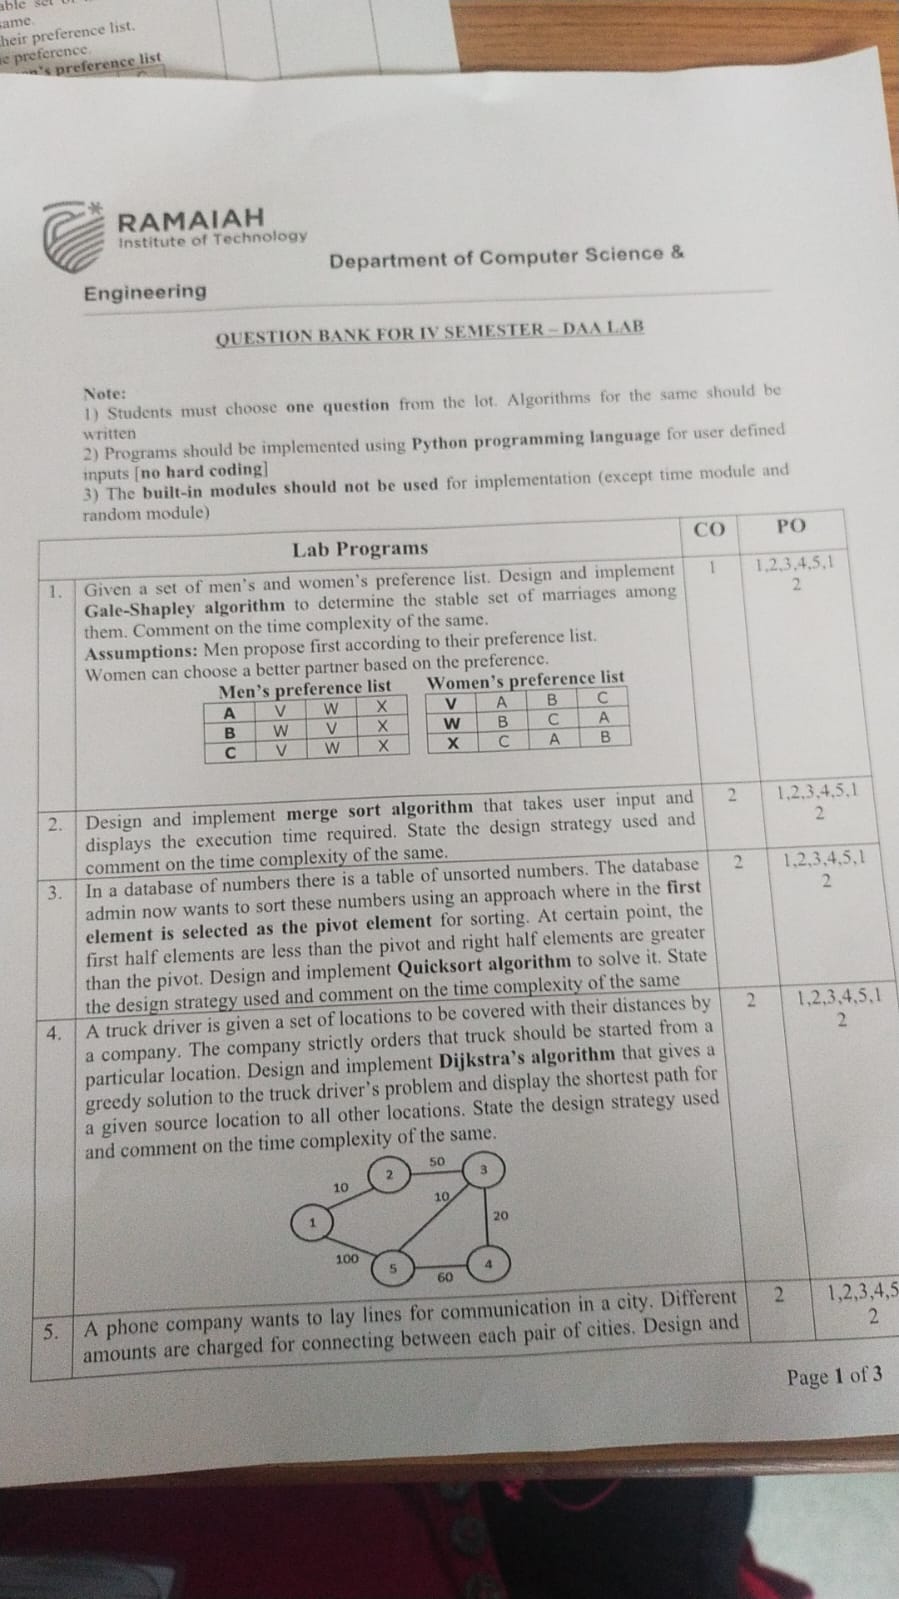 same.
their preference list.
preference.
preference list
RAMAIAH
Institute of Technology
Department of Computer Science &
Engineering
QUESTION BANK FOR IV SEMESTER – DAA LAB
Note:
1) Students must choose one question from the lot. Algorithms for the same should be
written
2) Programs should be implemented using Python programming language for user defined
inputs [no hard coding]
3) The built-in modules should not be used for implementation (except time module and
random module)
Lab Programs CO PO
1. Given a set of men's and women's preference list. Design and implement 1 1,2,3,4,5,1
Gale-Shapley algorithm to determine the stable set of marriages among 2
them. Comment on the time complexity of the same.
Assumptions: Men propose first according to their preference list.
Women can choose a better partner based on the preference.
Men's preference list Women's preference list
A V W X V A B C
B W V X W B C A
C V W X X C A B
2. Design and implement merge sort algorithm that takes user input and 2 1,2,3,4,5,1
displays the execution time required. State the design strategy used and 2
comment on the time complexity of the same.
3. In a database of numbers there is a table of unsorted numbers. The database 2 1,2,3,4,5,1
admin now wants to sort these numbers using an approach where in the first 2
element is selected as the pivot element for sorting. At certain point, the
first half elements are less than the pivot and right half elements are greater
than the pivot. Design and implement Quicksort algorithm to solve it. State
the design strategy used and comment on the time complexity of the same
4. A truck driver is given a set of locations to be covered with their distances by 2 1,2,3,4,5,1
a company. The company strictly orders that truck should be started from a 2
particular location. Design and implement Dijkstra's algorithm that gives a
greedy solution to the truck driver's problem and display the shortest path for
a given source location to all other locations. State the design strategy used
and comment on the time complexity of the same.
2 50 3
10 10
1 20
100 5 60 4
5. A phone company wants to lay lines for communication in a city. Different 2 1,2,3,4,5
amounts are charged for connecting between each pair of cities. Design and 2
Page 1 of 3